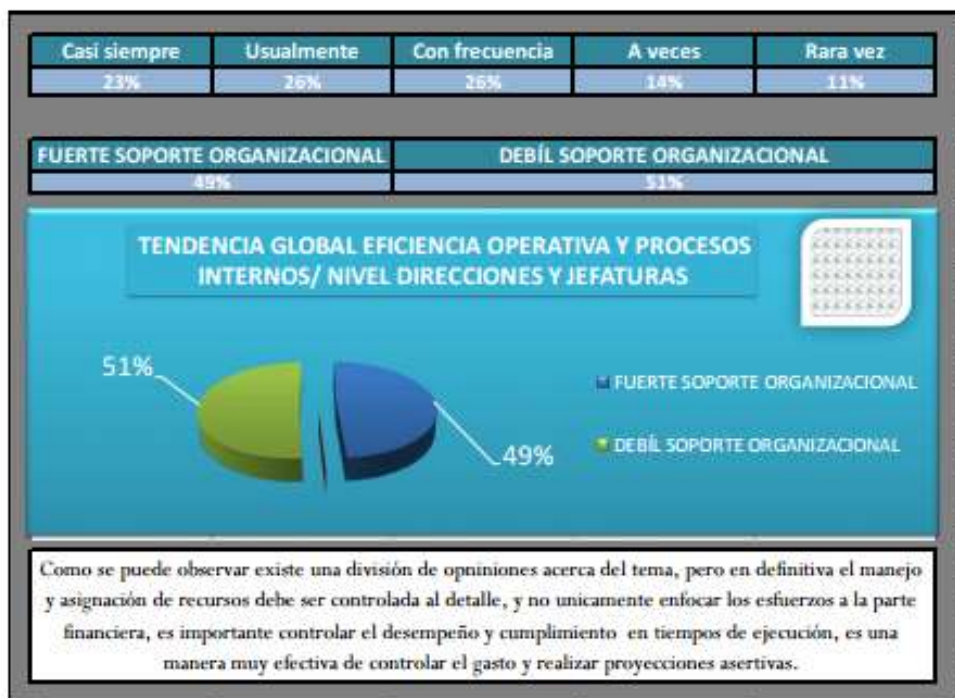 Casi siempre Usualmente Con frecuencia A veces Rara vez
23% 26% 26% 14% 11%
FUERTE SOPORTE ORGANIZACIONAL DEBÍL SOPORTE ORGANIZACIONAL
49% 51%
TENDENCIA GLOBAL EFICIENCIA OPERATIVA Y PROCESOS
INTERNOS/ NIVEL DIRECCIONES Y JEFATURAS
51%
FUERTE SOPORTE ORGANIZACIONAL
DEBÍL SOPORTE ORGANIZACIONAL
49%
Como se puede observar existe una división de opniniones acerca del tema, pero en definitiva el manejo
y asignación de recursos debe ser controlada al detalle, y no unicamente enfocar los esfuerzos a la parte
financiera, es importante controlar el desempeño y cumplimiento en tiempos de ejecución, es una
manera muy efectiva de controlar el gasto y realizar proyecciones asertivas.